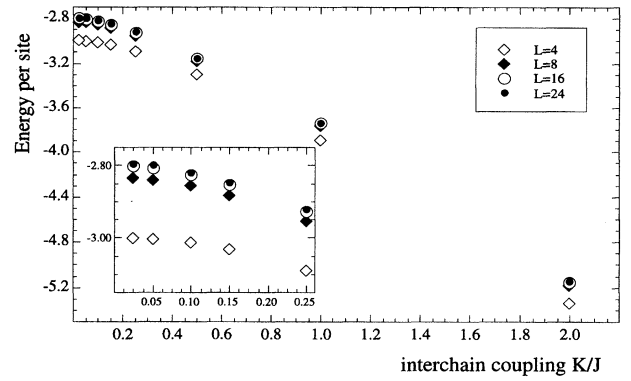 -2.8
-3.2
-3.6
-4.0
-4.4
-4.8
-5.2
Energy per site
L=4
L=8
L=16
L=24
-2.80
-3.00
0.05 0.10 0.15 0.20 0.25
0.2 0.4 0.6 0.8 1.0 1.2 1.4 1.6 1.8 2.0
interchain coupling K/J